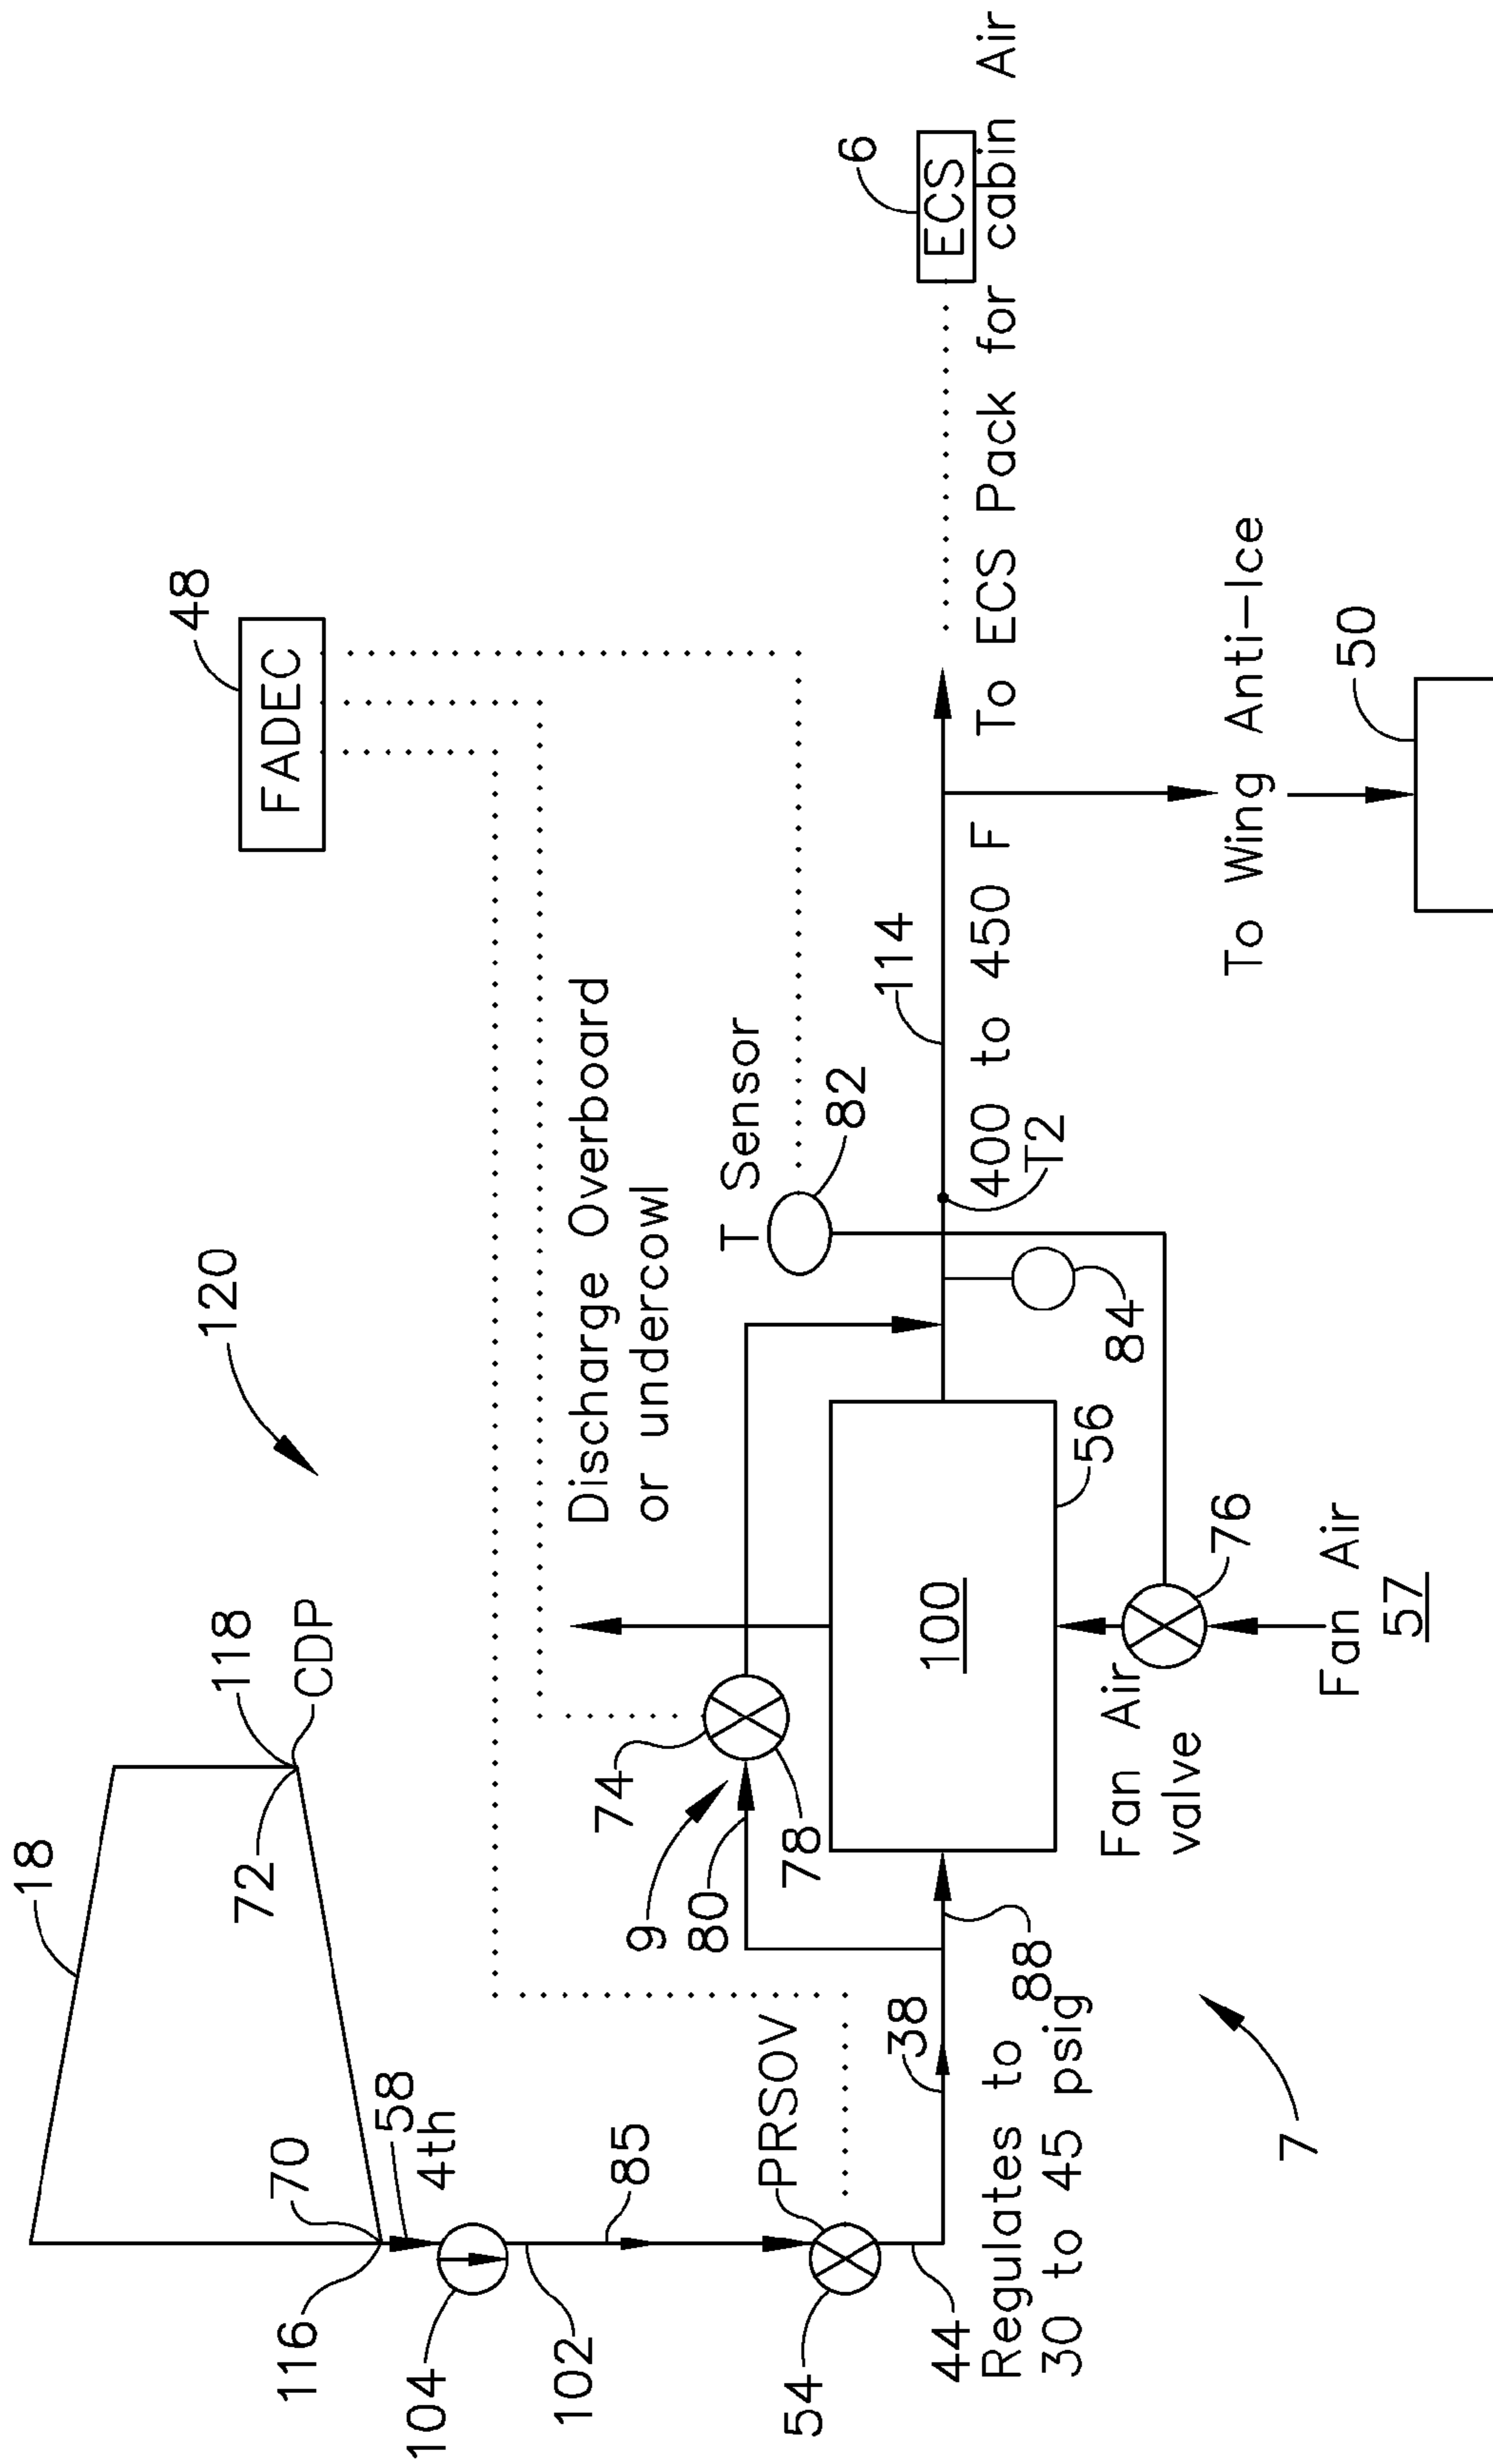 18
70
116
58
4th
104
102
85
PRSOV
54
44
38
Regulates to
30 to 45 psig
88
7
72
118
CDP
120
74
9
80
78
100
56
Fan Air
valve
76
Fan Air
57
Discharge Overboard
or undercowl
84
T Sensor
82
T2
400 to 450 F
114
48
FADEC
To Wing Anti-Ice
50
To ECS Pack for cabin Air
6
ECS